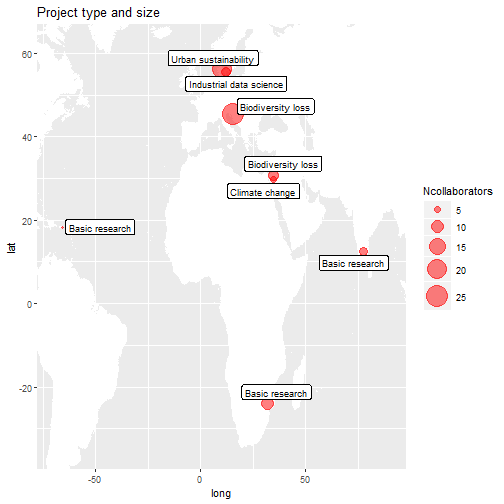 Project type and size
60
40
20
0
-20
lat
Urban sustainability
Industrial data science
Biodiversity loss
Biodiversity loss
Climate change
Basic research
Basic research
Basic research
-50
0
50
long
Ncollaborators
5
10
15
20
25